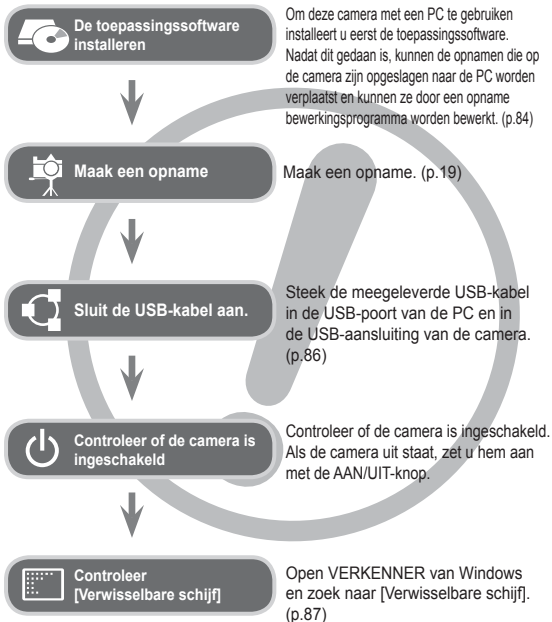 De toepassingssoftware
installeren
Om deze camera met een PC te gebruiken
installeert u eerst de toepassingssoftware.
Nadat dit gedaan is, kunnen de opnamen die op
de camera zijn opgeslagen naar de PC worden
verplaatst en kunnen ze door een opname
bewerkingsprogramma worden bewerkt. (p.84)
Maak een opname
Maak een opname. (p.19)
Sluit de USB-kabel aan.
Steek de meegeleverde USB-kabel
in de USB-poort van de PC en in
de USB-aansluiting van de camera.
(p.86)
Controleer of de camera is
ingeschakeld
Controleer of de camera is ingeschakeld.
Als de camera uit staat, zet u hem aan
met de AAN/UIT-knop.
Controleer
[Verwisselbare schijf]
Open VERKENNER van Windows
en zoek naar [Verwisselbare schijf].
(p.87)